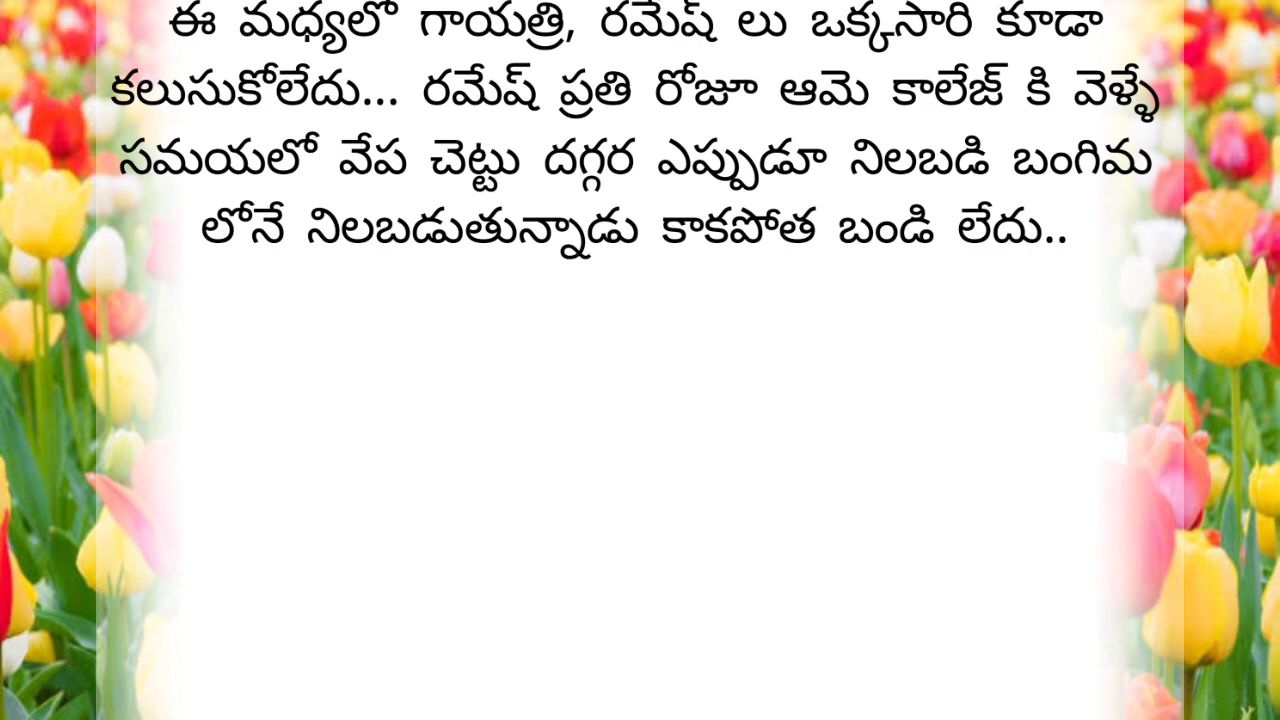 ఈ మధ్యలో గాయత్రి, రమేష్ లు ఒక్కసారి కూడా
కలుసుకోలేదు... రమేష్ ప్రతి రోజూ ఆమె కాలేజ్ కి వెళ్ళే
సమయలో వేప చెట్టు దగ్గర ఎప్పుడూ నిలబడి బంగిమ
లోనే నిలబడుతున్నాడు కాకపోత బండి లేదు..